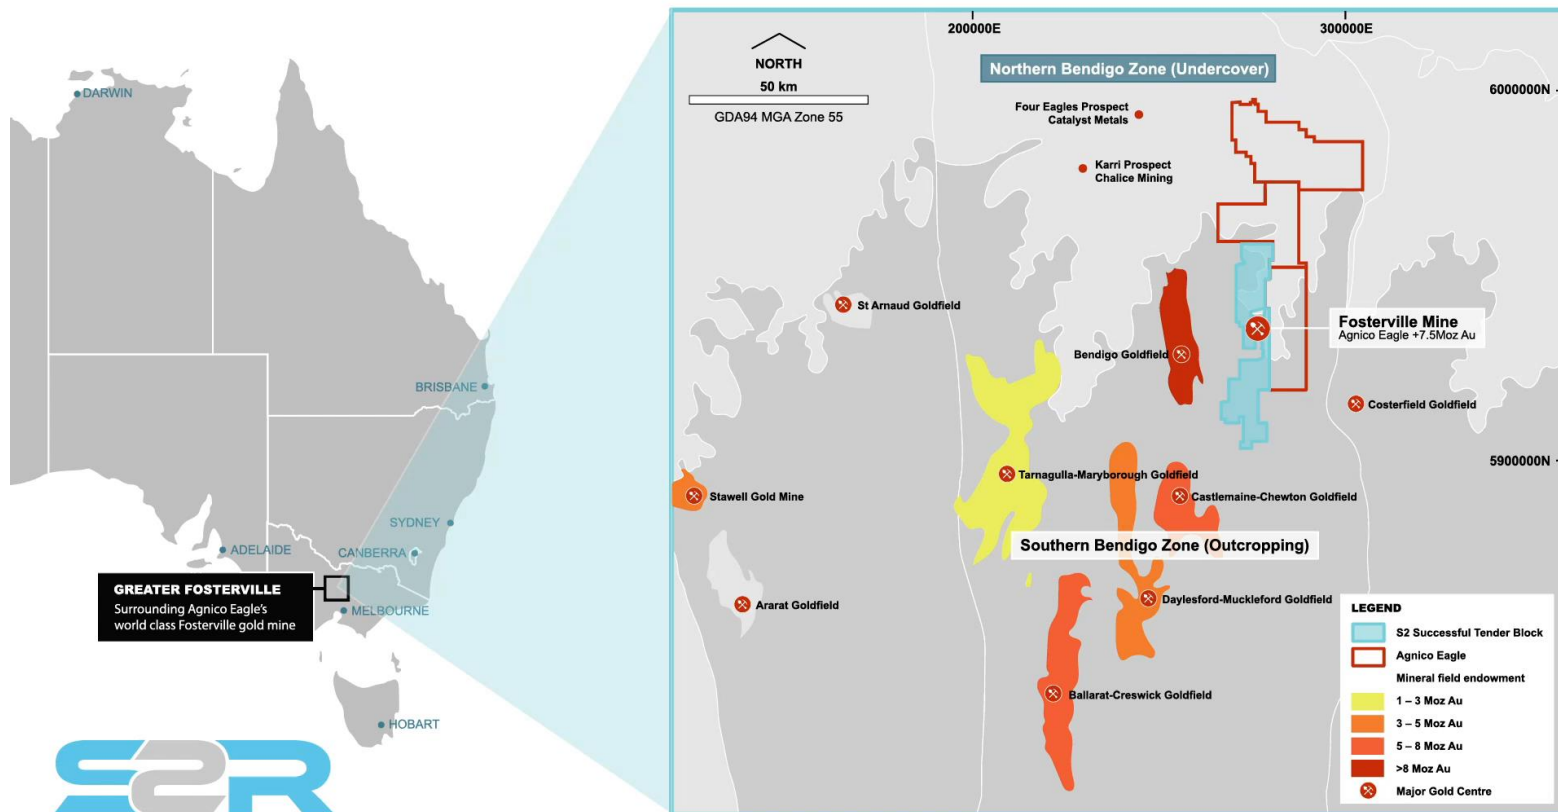 DARWIN
BRISBANE
SYDNEY
ADELAIDE
CANBERRA
GREATER FOSTERVILLE
Surrounding Agnico Eagle's
world class Fosterville gold mine
MELBOURNE
HOBART
S2R
200000E
300000E
NORTH
50 km
GDA94 MGA Zone 55
Northern Bendigo Zone (Undercover)
6000000N
Four Eagles Prospect
Catalyst Metals
Karri Prospect
Chalice Mining
St Arnaud Goldfield
Fosterville Mine
Agnico Eagle +7.5Moz Au
Bendigo Goldfield
Costerfield Goldfield
5900000N
Tarnagulla-Maryborough Goldfield
Stawell Gold Mine
Castlemaine-Chewton Goldfield
Southern Bendigo Zone (Outcropping)
Ararat Goldfield
Daylesford-Muckleford Goldfield
Ballarat-Creswick Goldfield
LEGEND
S2 Successful Tender Block
Agnico Eagle
Mineral field endowment
1 – 3 Moz Au
3 – 5 Moz Au
5 – 8 Moz Au
>8 Moz Au
Major Gold Centre